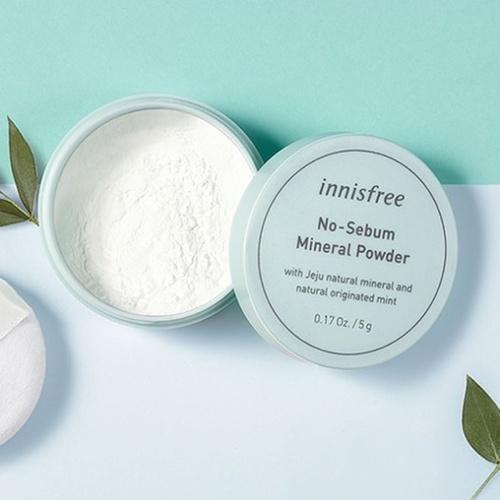 innisfree
No-Sebum
Mineral Powder
with Jeju natural mineral and
natural originated mint
0.17 Oz. / 5 g